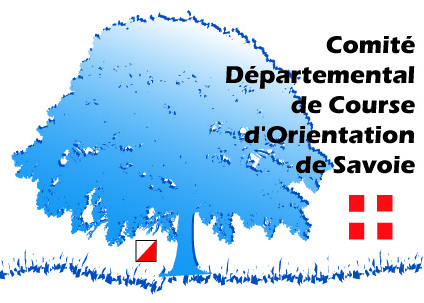 Comité
Départemental
de Course
d'Orientation
de Savoie